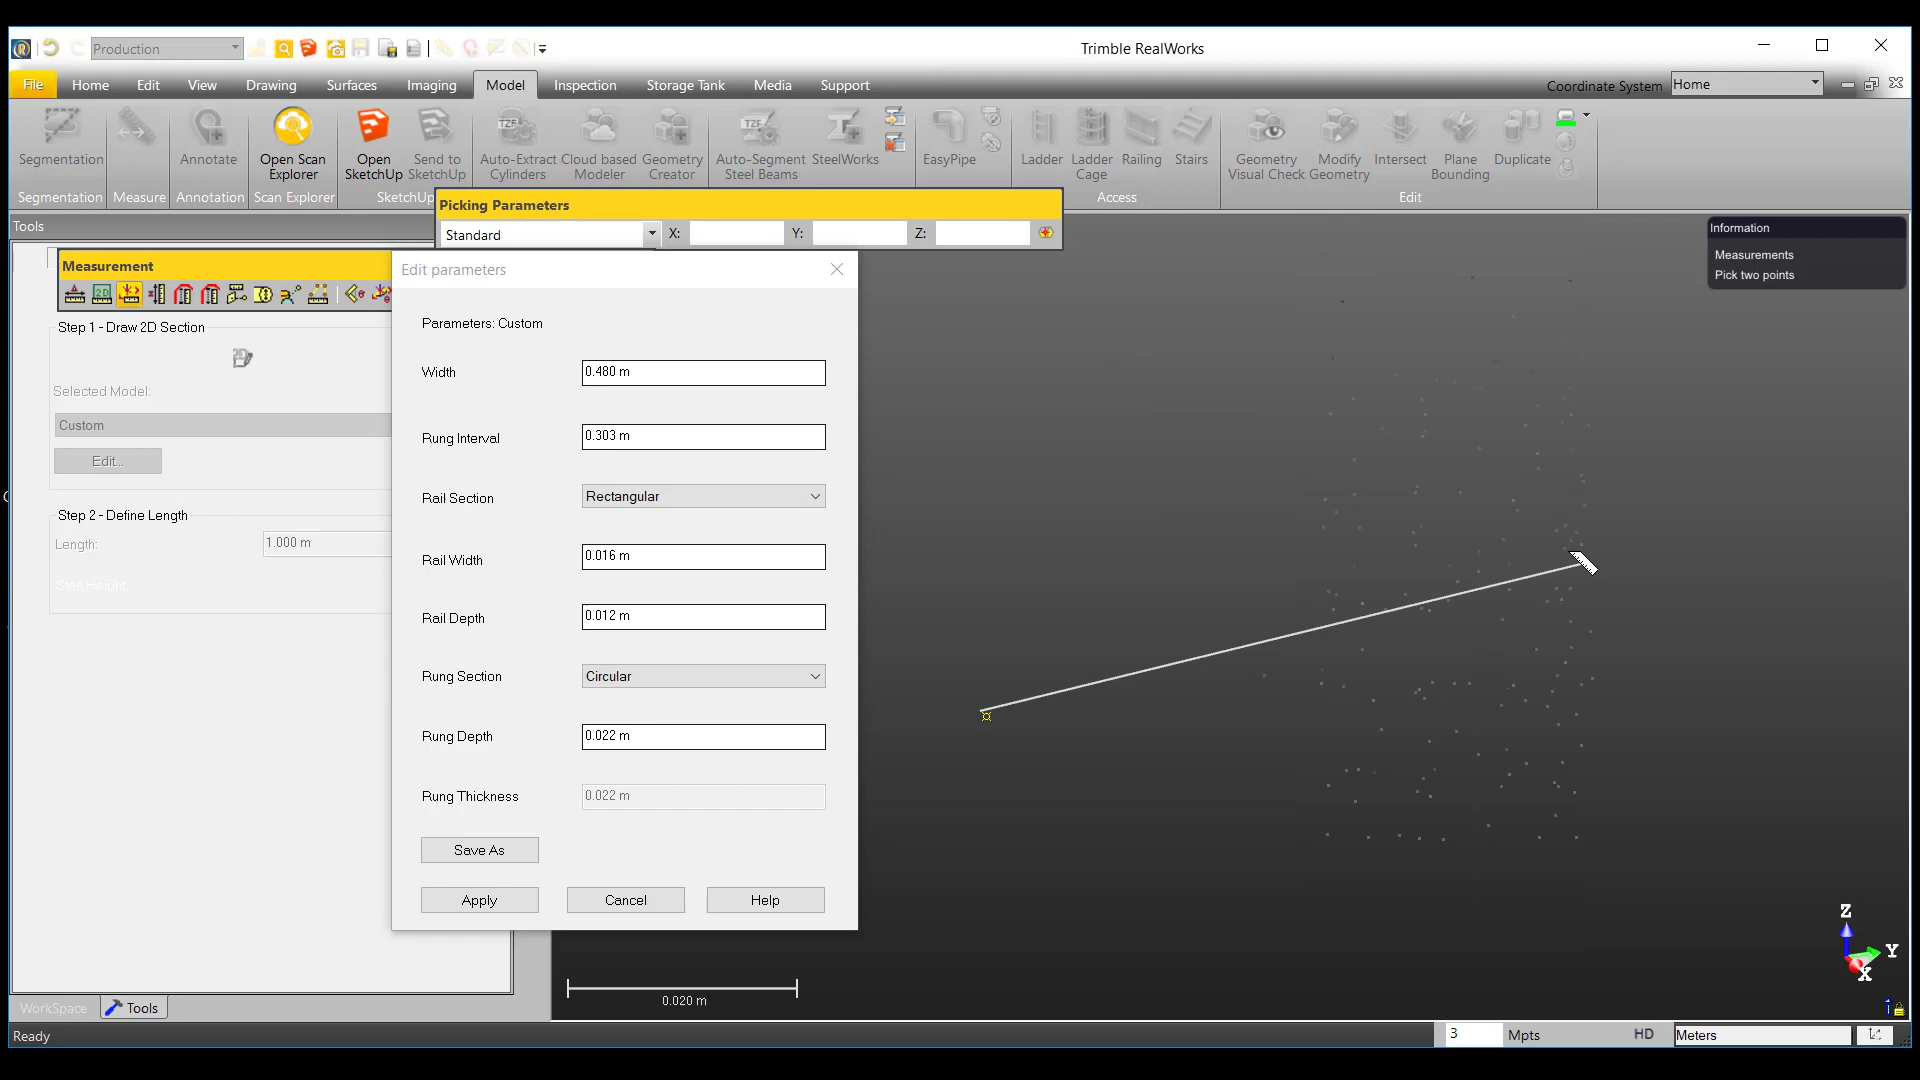 Production
Trimble RealWorks
File
Home
Edit
View
Drawing
Surfaces
Imaging
Model
Inspection
Storage Tank
Media
Support
Coordinate System
Home
Segmentation
Annotate
Open Scan
Explorer
Open
SketchUp
Send to
SketchUp
Auto-Extract
Cylinders
Cloud based
Modeler
Geometry
Creator
Auto-Segment
Steel Beams
SteelWorks
EasyPipe
Ladder
Ladder
Cage
Railing
Stairs
Geometry
Visual Check
Modify
Geometry
Intersect
Plane
Bounding
Duplicate
Segmentation
Measure
Annotation
Scan Explorer
SketchUp
Access
Edit
Picking Parameters
Standard
X:
Y:
Z:
Tools
Information
Measurements
Pick two points
Measurement
Step 1 - Draw 2D Section
Selected Model:
Custom
Edit...
Step 2 - Define Length
Length:
1.000 m
Start Height
Edit parameters
Parameters: Custom
Width
0.480 m
Rung Interval
0.303 m
Rail Section
Rectangular
Rail Width
0.016 m
Rail Depth
0.012 m
Rung Section
Circular
Rung Depth
0.022 m
Rung Thickness
0.022 m
Save As
Apply
Cancel
Help
0.020 m
Z
Y
X
WorkSpace
Tools
Ready
3
Mpts
HD
Meters